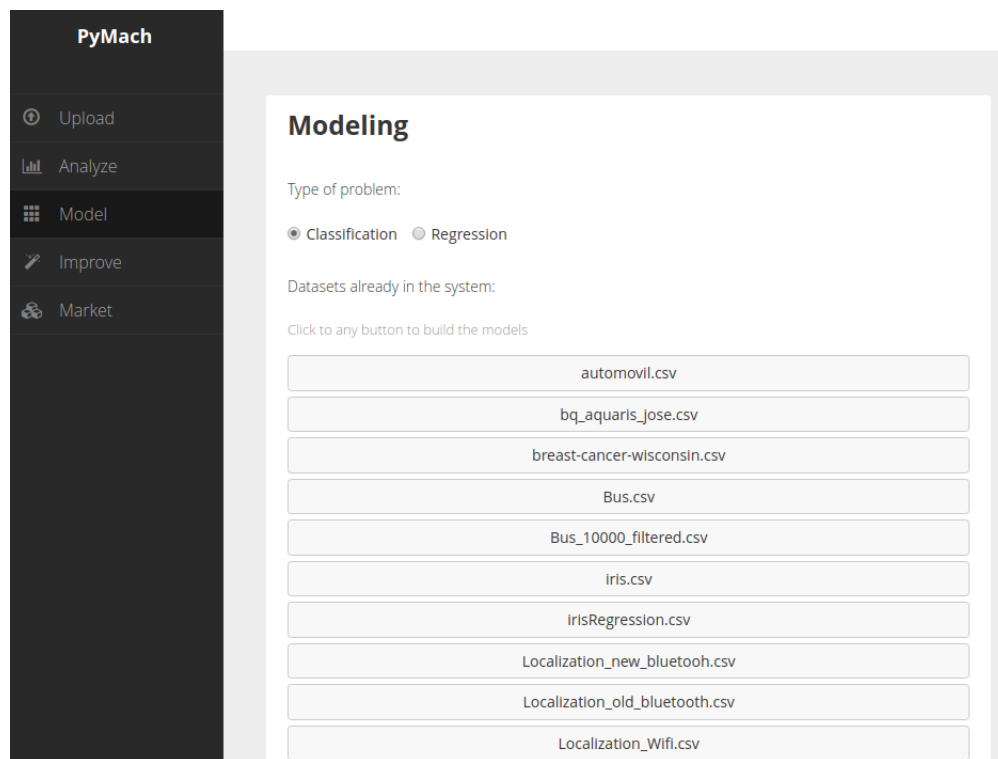 PyMach
Upload
Analyze
Model
Improve
Market
Modeling
Type of problem:
Classification Regression
Datasets already in the system:
Click to any button to build the models
automovil.csv
bq_aquaris_jose.csv
breast-cancer-wisconsin.csv
Bus.csv
Bus_10000_filtered.csv
iris.csv
irisRegression.csv
Localization_new_bluetooh.csv
Localization_old_bluetooth.csv
Localization_Wifi.csv